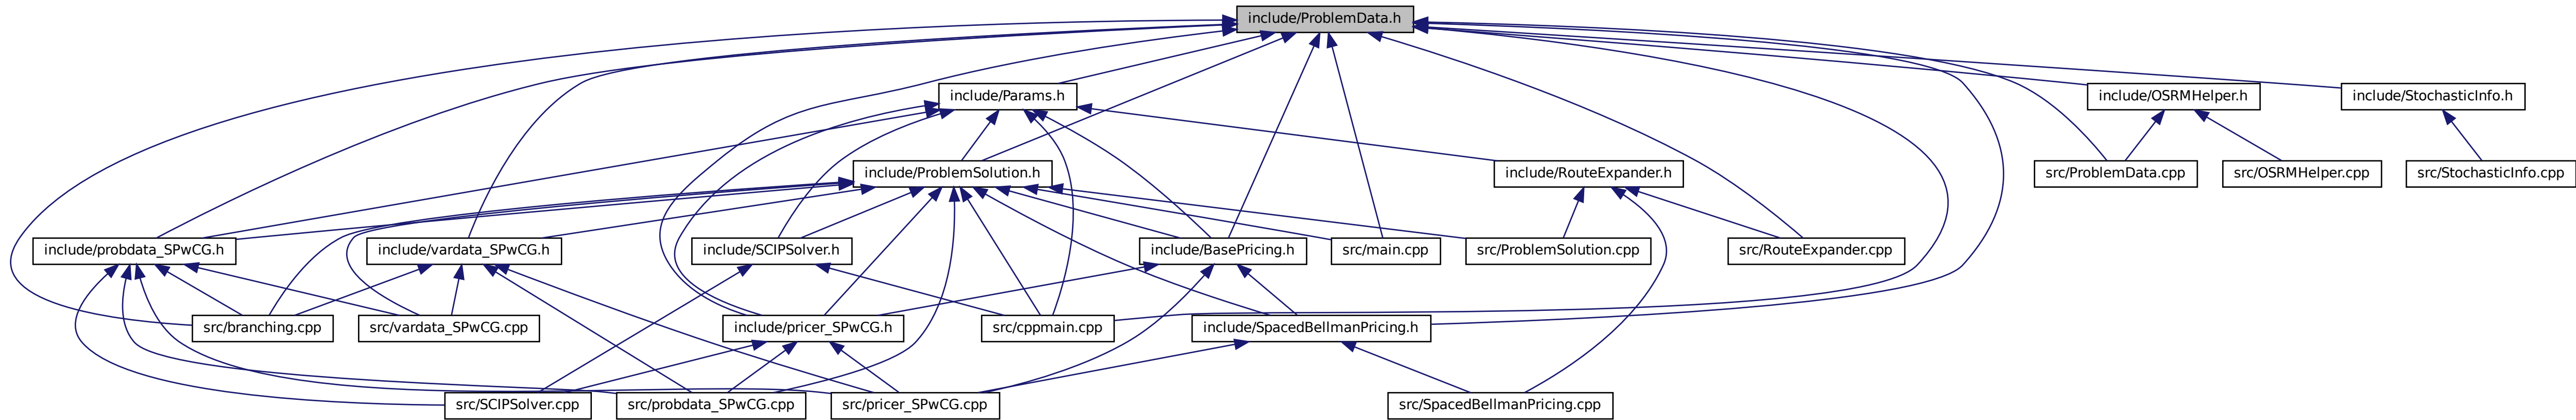 include/ProblemData.h
include/Params.h
include/OSRMHelper.h
include/StochasticInfo.h
include/ProblemSolution.h
include/RouteExpander.h
src/ProblemData.cpp
src/OSRMHelper.cpp
src/StochasticInfo.cpp
include/probdata_SPwCG.h
include/vardata_SPwCG.h
include/SCIPSolver.h
include/BasePricing.h
src/main.cpp
src/ProblemSolution.cpp
src/RouteExpander.cpp
src/branching.cpp
src/vardata_SPwCG.cpp
include/pricer_SPwCG.h
src/cppmain.cpp
include/SpacedBellmanPricing.h
src/SCIPSolver.cpp
src/probdata_SPwCG.cpp
src/pricer_SPwCG.cpp
src/SpacedBellmanPricing.cpp